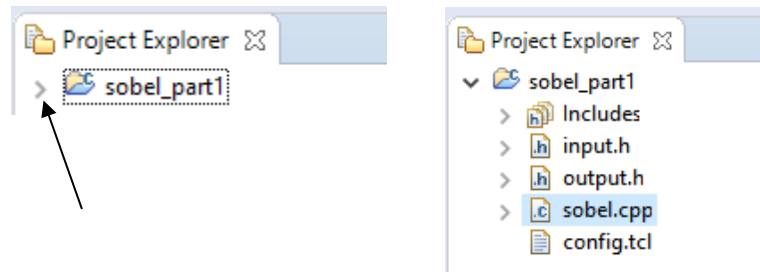 Project Explorer
sobel_part1
Project Explorer
sobel_part1
Includes
.h input.h
.h output.h
.c sobel.cpp
config.tcl